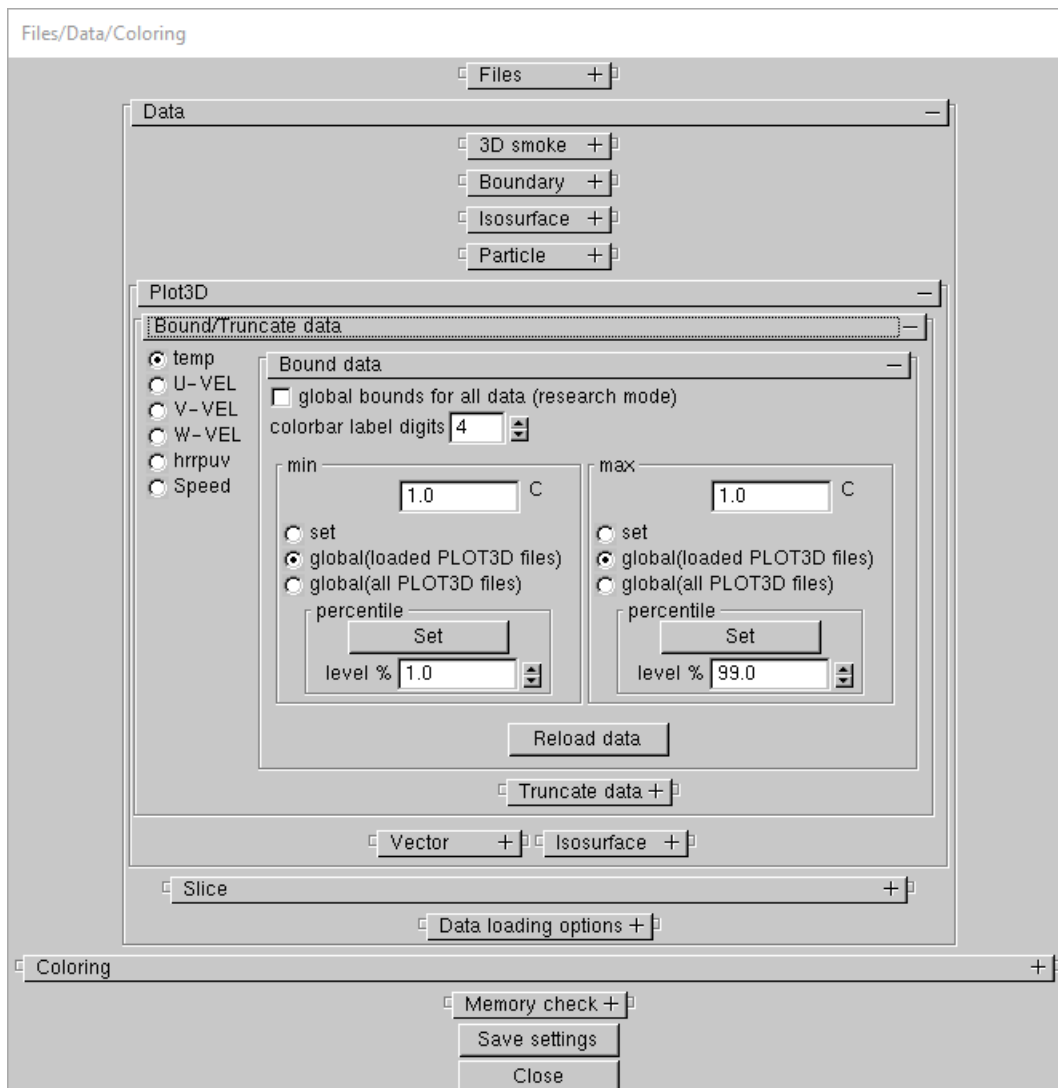 Files/Data/Coloring
Files +
Data −
3D smoke +
Boundary +
Isosurface +
Particle +
Plot3D −
Bound/Truncate data −
temp
U-VEL
V-VEL
W-VEL
hrrpuv
Speed
Bound data −
global bounds for all data (research mode)
colorbar label digits 4
min
1.0 C
set
global(loaded PLOT3D files)
global(all PLOT3D files)
percentile
Set
level % 1.0
max
1.0 C
set
global(loaded PLOT3D files)
global(all PLOT3D files)
percentile
Set
level % 99.0
Reload data
Truncate data +
Vector + Isosurface +
Slice +
Data loading options +
Coloring +
Memory check +
Save settings
Close